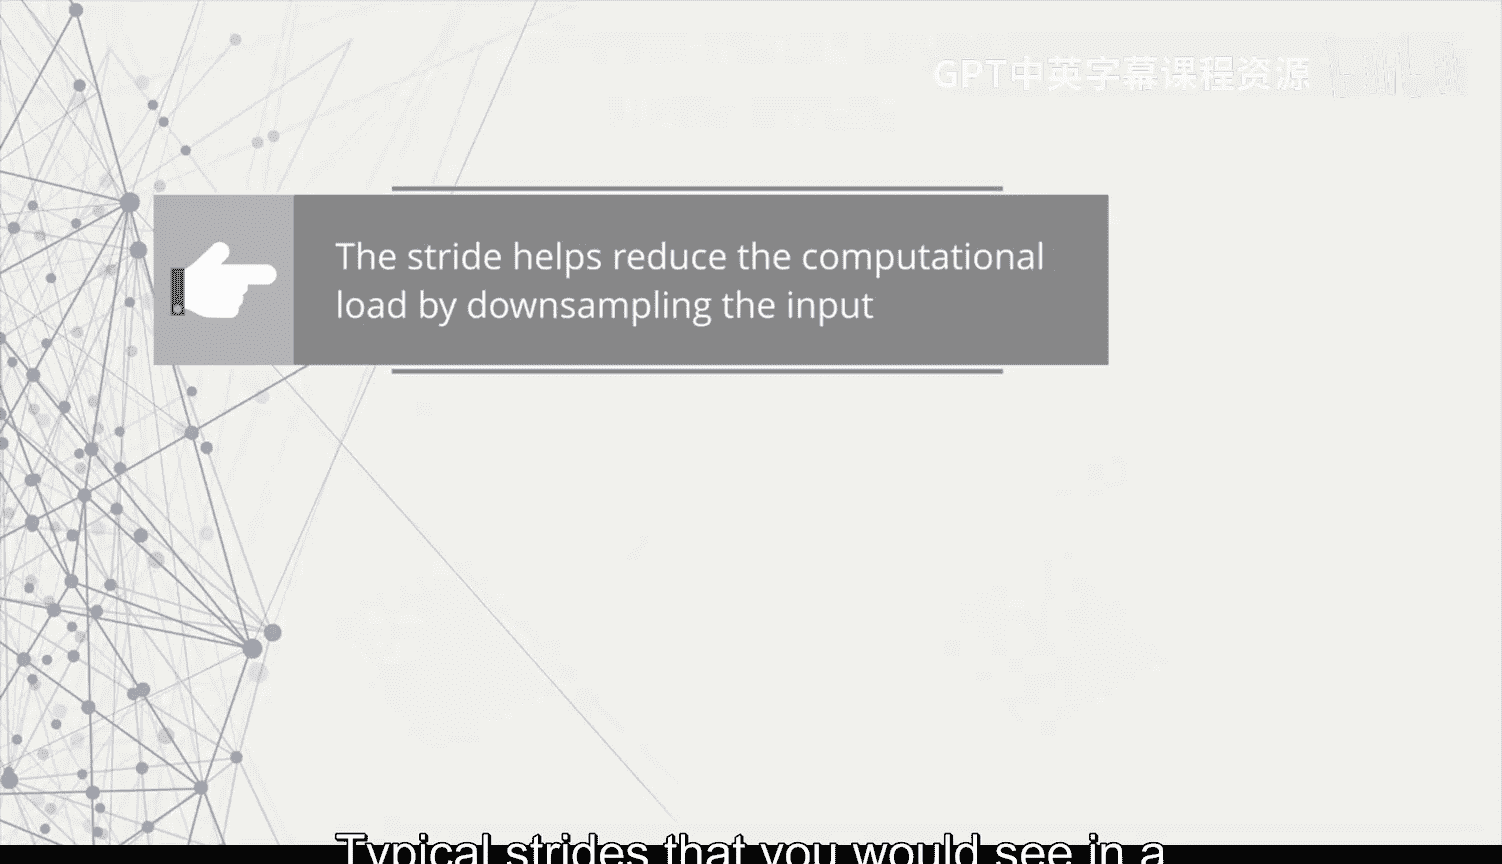 GPT中英字幕课程资源
The stride helps reduce the computational
load by downsampling the input
Typical strides that you would see in a